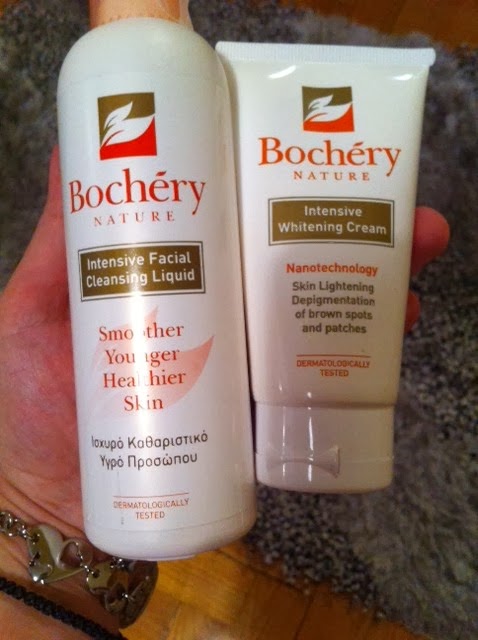 Bochéry
NATURE
Intensive Facial
Cleansing Liquid
Smoother
Younger
Healthier
Skin
Ισχυρό Καθαριστικό
Υγρό Προσώπου
DERMATOLOGICALLY
TESTED
Bochéry
NATURE
Intensive
Whitening Cream
Nanotechnology
Skin Lightening
Depigmentation
of brown spots
and patches
DERMATOLOGICALLY
TESTED